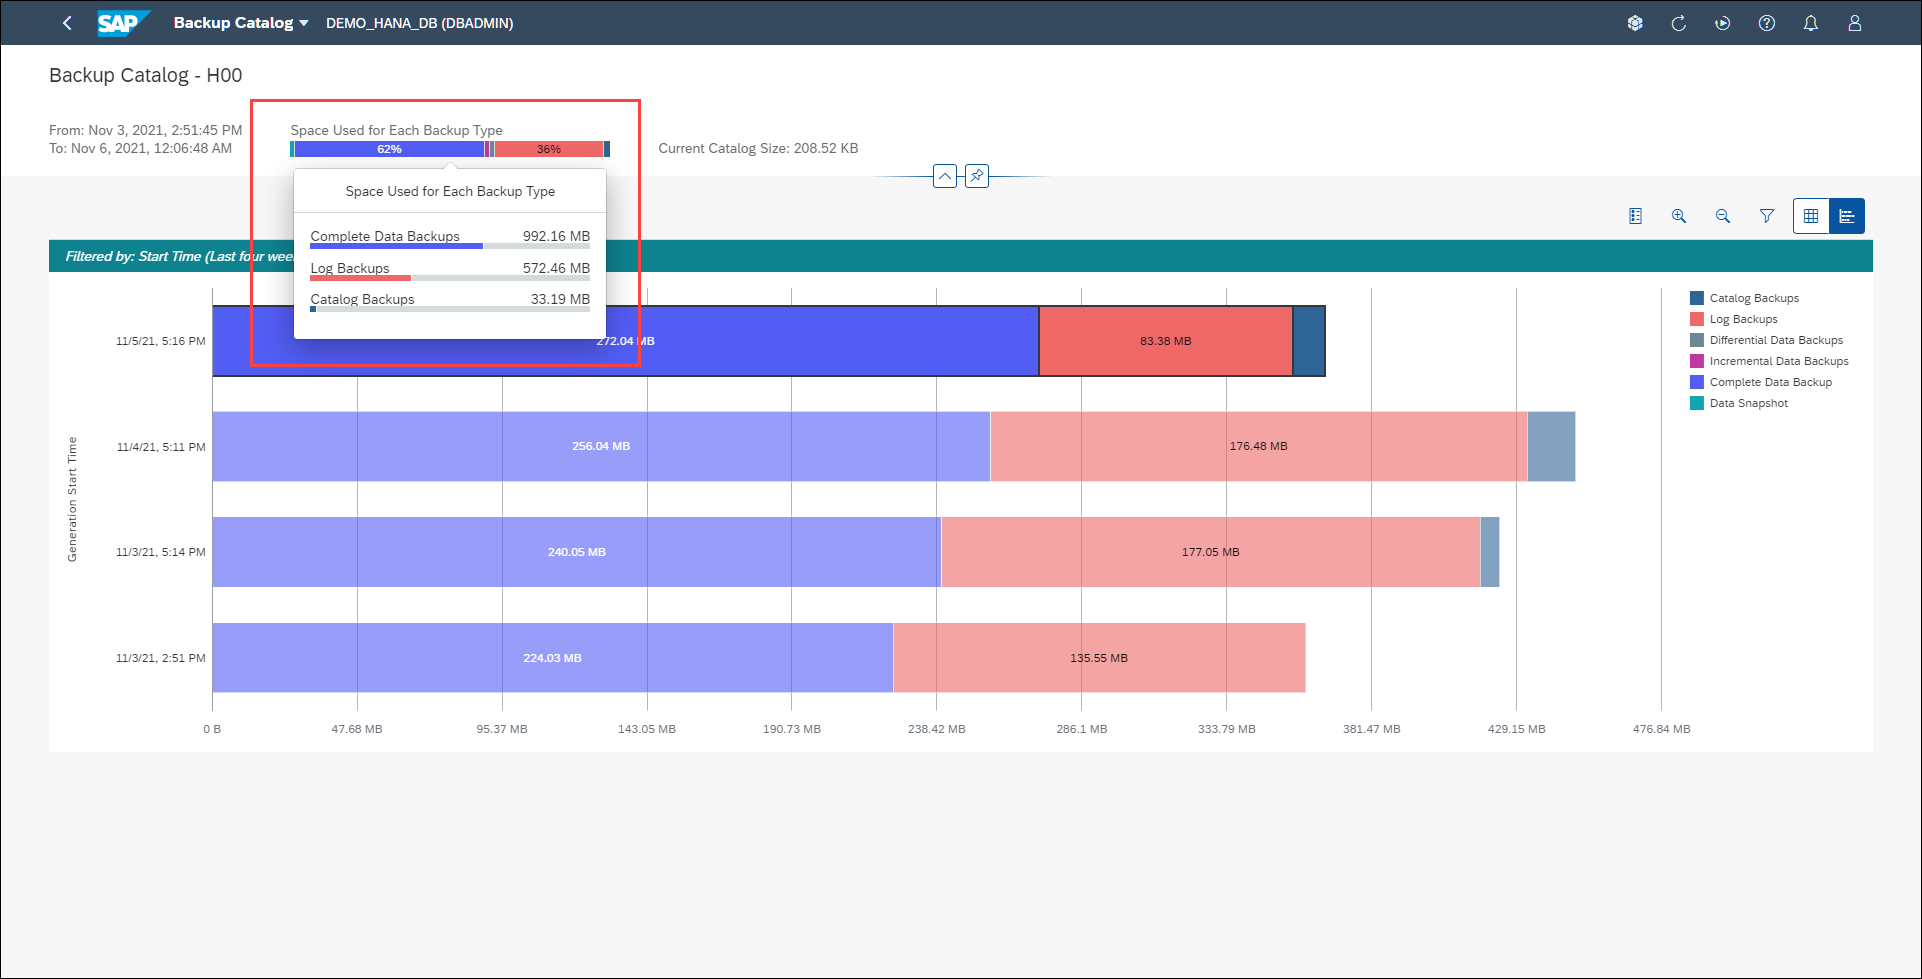 SAP Backup Catalog DEMO_HANA_DB (DBADMIN)
Backup Catalog - H00
From: Nov 3, 2021, 2:51:45 PM
To: Nov 6, 2021, 12:06:48 AM
Space Used for Each Backup Type
62% 36%
Current Catalog Size: 208.52 KB
Space Used for Each Backup Type
Complete Data Backups 992.16 MB
Log Backups 572.46 MB
Catalog Backups 33.19 MB
Filtered by: Start Time (Last four
Generation Start Time
11/5/21, 5:16 PM
272.04 MB 83.38 MB
11/4/21, 5:11 PM
256.04 MB 176.48 MB
11/3/21, 5:14 PM
240.05 MB 177.05 MB
11/3/21, 2:51 PM
224.03 MB 135.55 MB
0 B 47.68 MB 95.37 MB 143.05 MB 190.73 MB 238.42 MB 286.1 MB 333.79 MB 381.47 MB 429.15 MB 476.84 MB
Catalog Backups
Log Backups
Differential Data Backups
Incremental Data Backups
Complete Data Backup
Data Snapshot